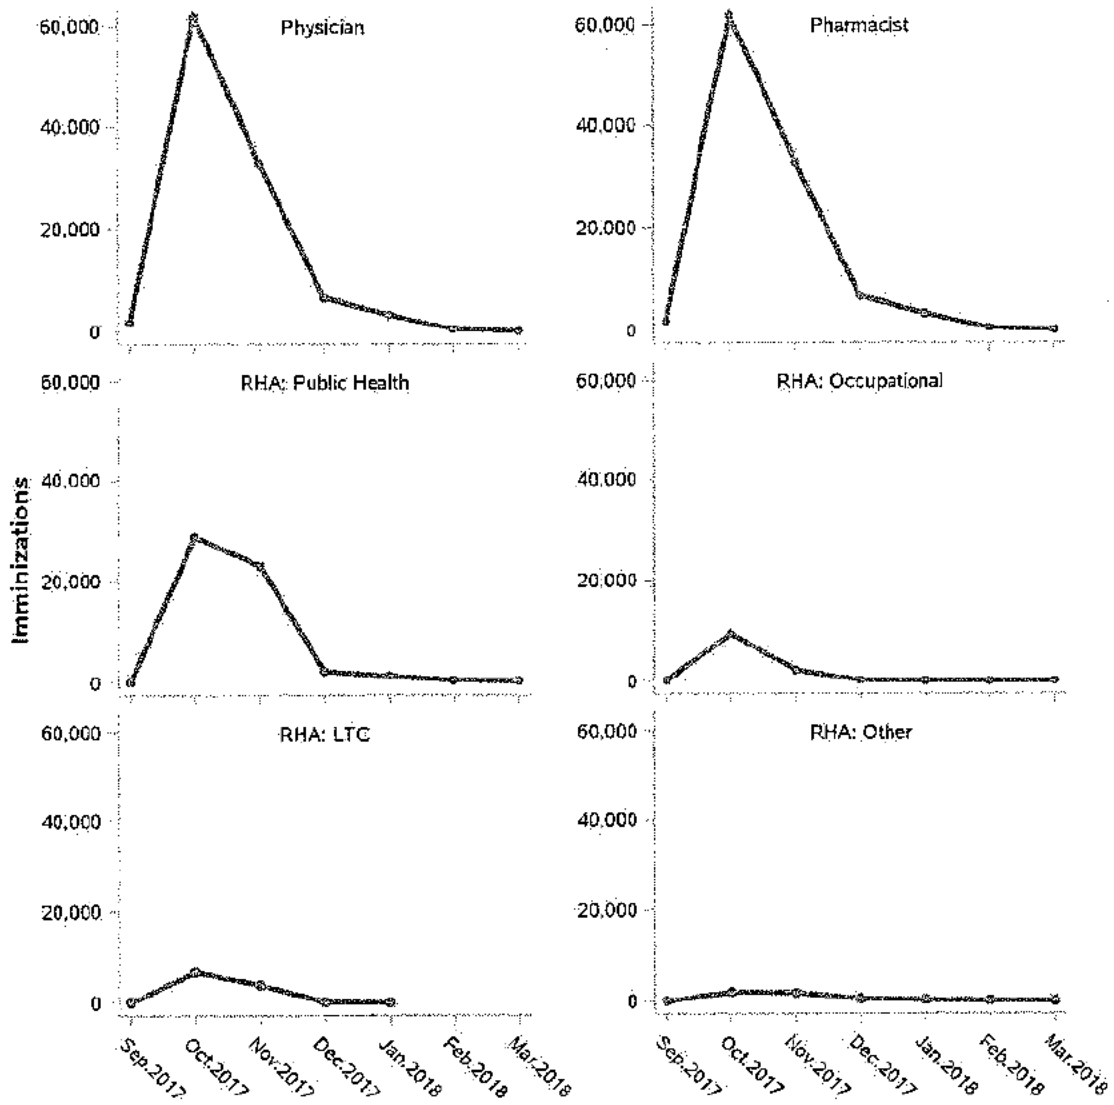 Physician
60,000
40,000
20,000
0
Pharmacist
60,000
40,000
20,000
0
RHA: Public Health
60,000
40,000
20,000
0
RHA: Occupational
60,000
40,000
20,000
0
Imminizations
RHA: LTC
60,000
40,000
20,000
0
RHA: Other
60,000
40,000
20,000
0
Sep.2017 Oct.2017 Nov.2017 Dec.2017 Jan.2018 Feb.2018 Mar.2018
Sep.2017 Oct.2017 Nov.2017 Dec.2017 Jan.2018 Feb.2018 Mar.2018